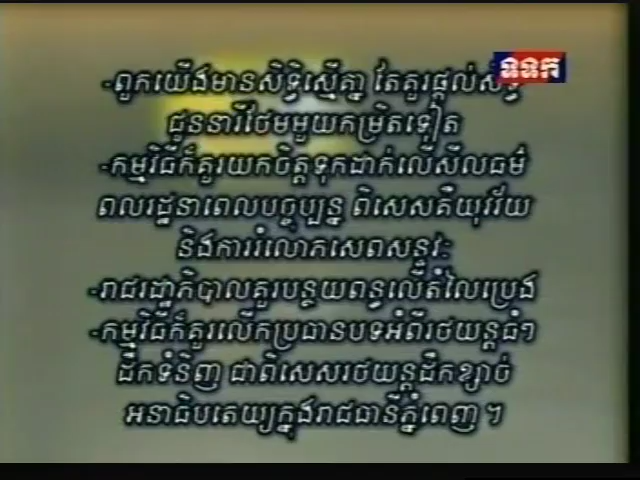 ទទក
-ពួកយើងមានសិទ្ធិស្មើគ្នា តែគួរផ្តល់សិទ្ធិ
ជូននារីថែមមួយកម្រិតទៀត
-កម្មវិធីក៏គួរយកចិត្តទុកដាក់លើសីលធម៌
ពលរដ្ឋនាពេលបច្ចុប្បន្ន ពិសេសគឺយុវវ័យ
និងការរំលោភសេពសន្ថវៈ
-រាជរដ្ឋាភិបាលគួរបន្ថយពន្ធលើតំលៃប្រេង
-កម្មវិធីក៏គួរលើកប្រធានបទអំពីរថយន្តធំៗ
ដឹកទំនិញ ជាពិសេសរថយន្តដឹកខ្សាច់
អនាធិបតេយ្យក្នុងរាជធានីភ្នំពេញ ។